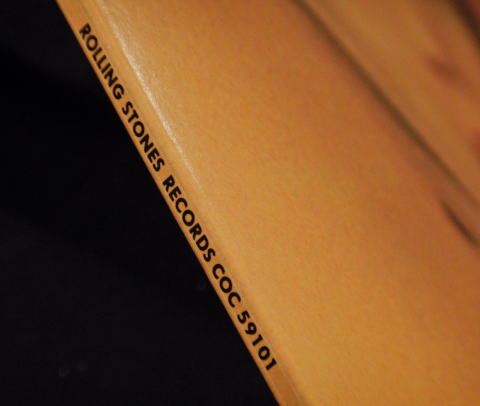 ROLLING STONES RECORDS COC 59101